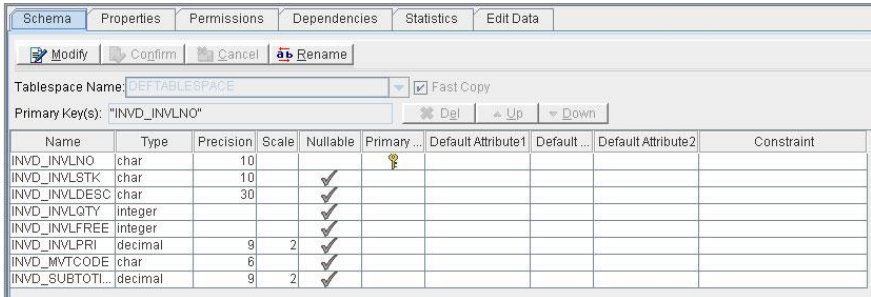 Schema Properties Permissions Dependencies Statistics Edit Data
Modify Confirm Cancel Rename
Tablespace Name: DEFTABLESPACE Fast Copy
Primary Key(s): "INVD_INVLNO" Del Up Down
Name Type Precision Scale Nullable Primary ... Default Attribute1 Default ... Default Attribute2 Constraint
INVD_INVLNO char 10
INVD_INVLSTK char 10
INVD_INVLDESC char 30
INVD_INVLQTY integer
INVD_INVLFREE integer
INVD_INVLPRI decimal 9 2
INVD_MVTCODE char 6
INVD_SUBTOTI... decimal 9 2